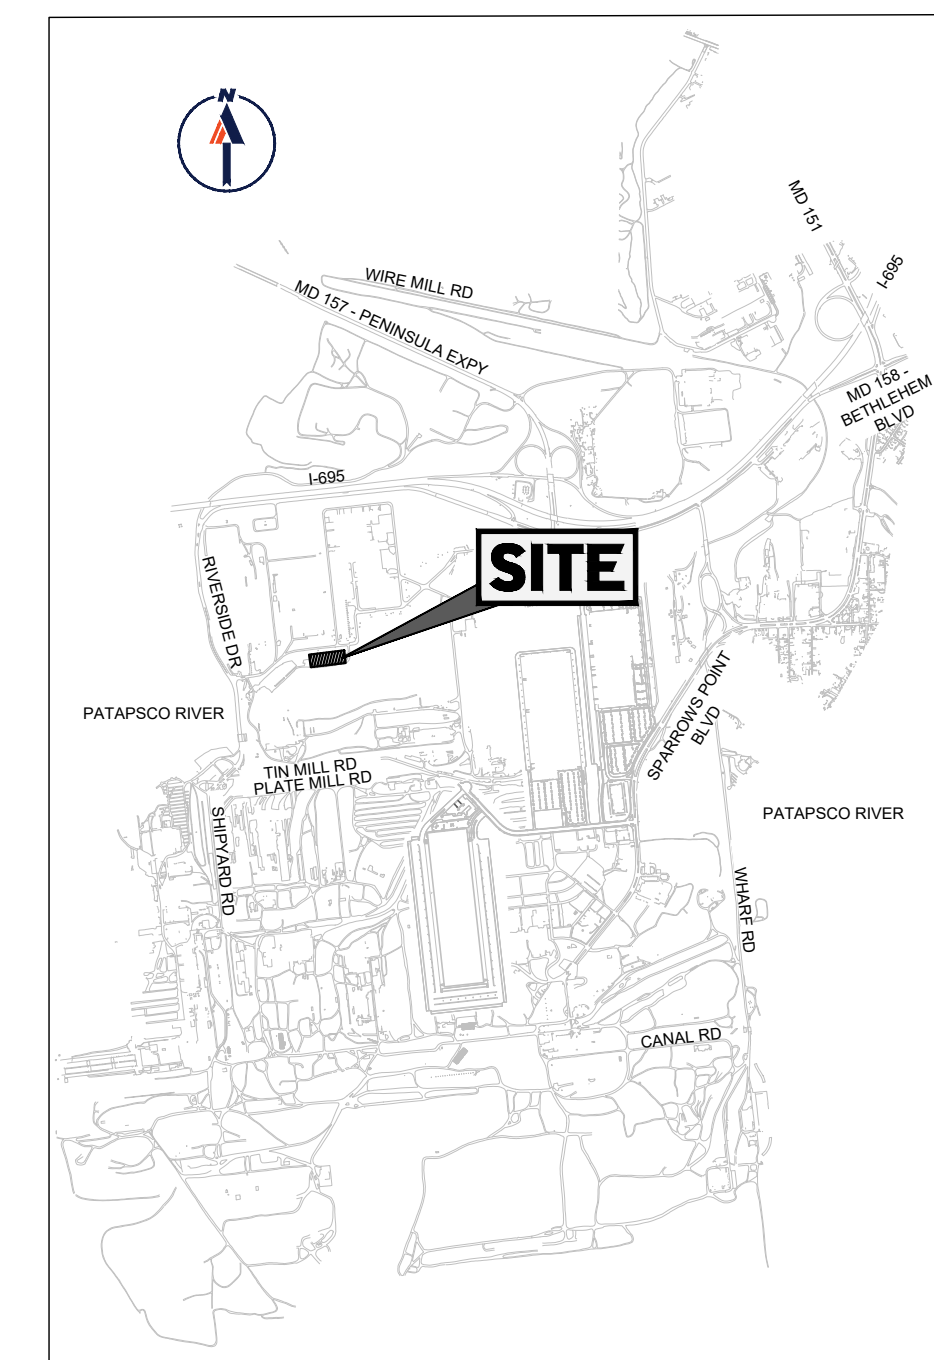 N
MD 151
I-695
WIRE MILL RD
MD 157 - PENINSULA EXPY
MD 158 -
BETHLEHEM
BLVD
I-695
SITE
RIVERSIDE DR
SPARROWS POINT
BLVD
PATAPSCO RIVER
TIN MILL RD
PLATE MILL RD
SHIPYARD RD
PATAPSCO RIVER
WHARF RD
CANAL RD